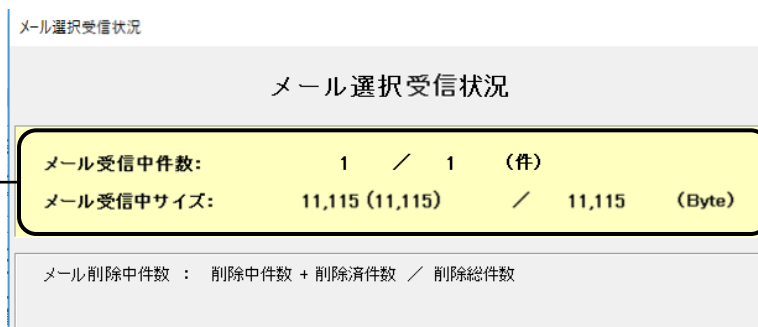 メール選択受信状況
メール選択受信状況
メール受信中件数: 1 ／ 1 (件)
メール受信中サイズ: 11,115 (11,115) ／ 11,115 (Byte)
メール削除中件数 ： 削除中件数 + 削除済件数 ／ 削除総件数